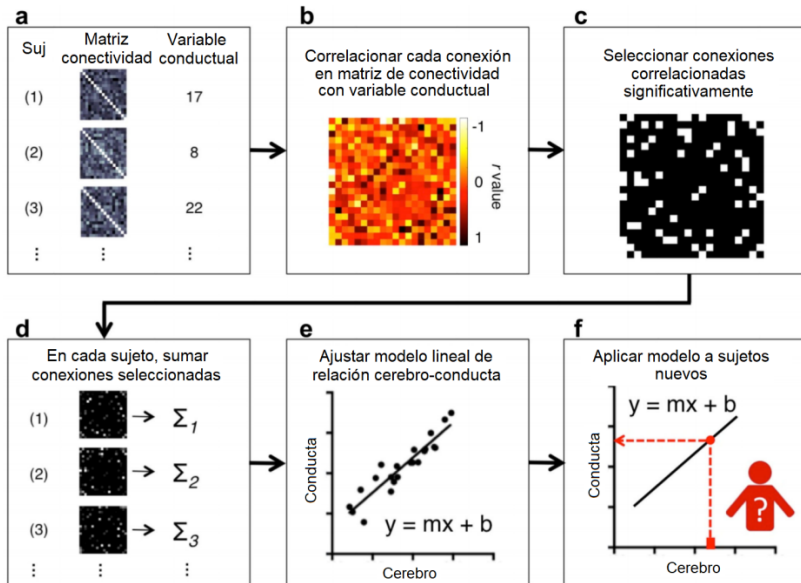 a
Suj
Matriz conectividad
Variable conductual
(1)
17
(2)
8
(3)
22
⋮ ⋮ ⋮
b
Correlacionar cada conexión
en matriz de conectividad
con variable conductual
-1
0
1
r value
c
Seleccionar conexiones
correlacionadas
significativamente
d
En cada sujeto, sumar
conexiones seleccionadas
(1) Σ1
(2) Σ2
(3) Σ3
⋮ ⋮ ⋮
e
Ajustar modelo lineal de
relación cerebro-conducta
Conducta
y = mx + b
Cerebro
f
Aplicar modelo a sujetos
nuevos
y = mx + b
Conducta
?
Cerebro